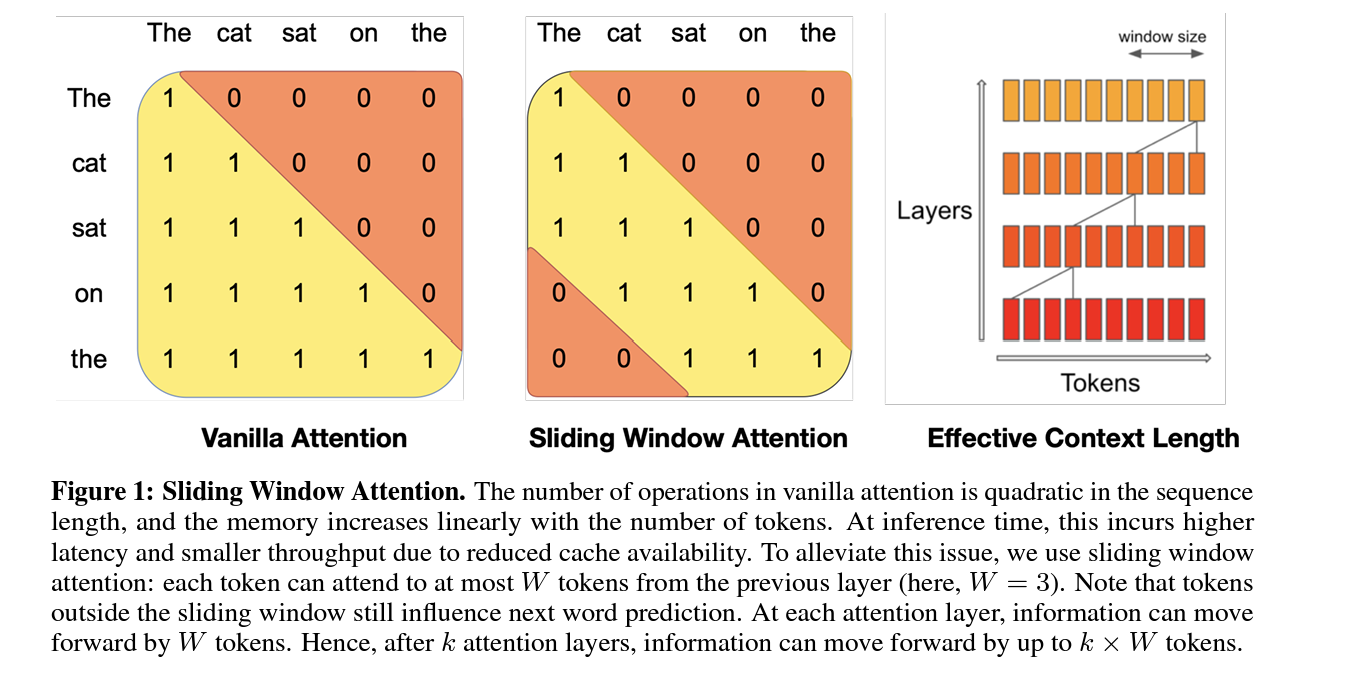 The cat sat on the
The 1 0 0 0 0
cat 1 1 0 0 0
sat 1 1 1 0 0
on 1 1 1 1 0
the 1 1 1 1 1
Vanilla Attention
The cat sat on the
1 0 0 0 0
1 1 0 0 0
1 1 1 0 0
0 1 1 1 0
0 0 1 1 1
Sliding Window Attention
window size
Layers
Tokens
Effective Context Length
Figure 1: Sliding Window Attention. The number of operations in vanilla attention is quadratic in the sequence
length, and the memory increases linearly with the number of tokens. At inference time, this incurs higher
latency and smaller throughput due to reduced cache availability. To alleviate this issue, we use sliding window
attention: each token can attend to at most W tokens from the previous layer (here, W = 3). Note that tokens
outside the sliding window still influence next word prediction. At each attention layer, information can move
forward by W tokens. Hence, after k attention layers, information can move forward by up to k × W tokens.